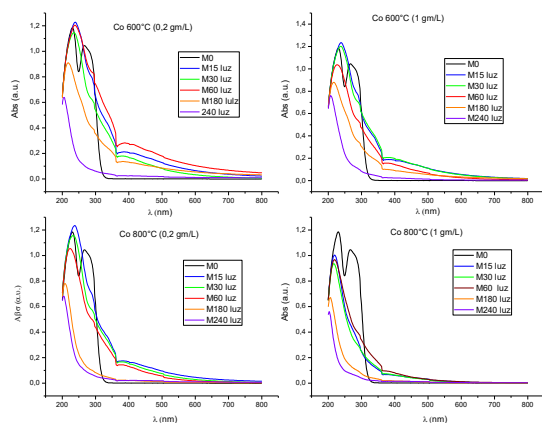 Co 600°C (0,2 gm/L)
1,4
1,2
1,0
0,8
0,6
0,4
0,2
0,0
Abs (a.u.)
M0
M15 luz
M30 luz
M60 luz
M180 lulz
240 luz
200 300 400 500 600 700 800
λ (nm)
Co 600°C (1 gm/L)
1,4
1,2
1,0
0,8
0,6
0,4
0,2
0,0
Abs (a.u.)
M0
M15 luz
M30 luz
M60 luz
M180 luz
M240 luz
200 300 400 500 600 700 800
λ (nm)
Co 800°C (0,2 gm/L)
1,2
1,0
0,8
0,6
0,4
0,2
0,0
Αβσ (α.υ.)
M0
M15 luz
M30 luz
M60 luz
M180 luz
M240 luz
200 300 400 500 600 700 800
λ (nm)
Co 800°C (1 gm/L)
1,2
1,0
0,8
0,6
0,4
0,2
0,0
Abs (a.u.)
M0
M15 luz
M30 luz
M60 luz
M180 luz
M240 luz
200 300 400 500 600 700 800
λ (nm)